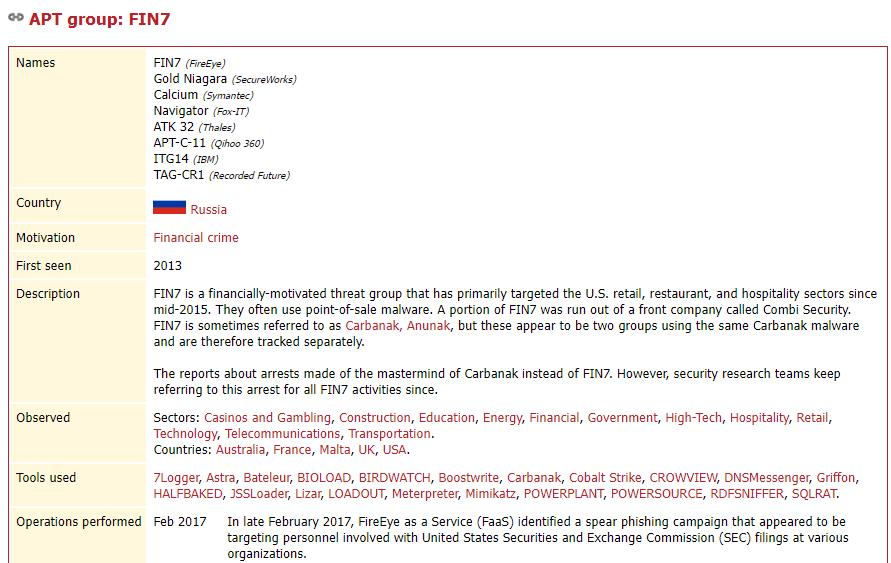 APT group: FIN7
Names
FIN7 (FireEye)
Gold Niagara (SecureWorks)
Calcium (Symantec)
Navigator (Fox-IT)
ATK 32 (Thales)
APT-C-11 (Qihoo 360)
ITG14 (IBM)
TAG-CR1 (Recorded Future)
Country
Russia
Motivation
Financial crime
First seen
2013
Description
FIN7 is a financially-motivated threat group that has primarily targeted the U.S. retail, restaurant, and hospitality sectors since
mid-2015. They often use point-of-sale malware. A portion of FIN7 was run out of a front company called Combi Security.
FIN7 is sometimes referred to as Carbanak, Anunak, but these appear to be two groups using the same Carbanak malware
and are therefore tracked separately.
The reports about arrests made of the mastermind of Carbanak instead of FIN7. However, security research teams keep
referring to this arrest for all FIN7 activities since.
Observed
Sectors: Casinos and Gambling, Construction, Education, Energy, Financial, Government, High-Tech, Hospitality, Retail,
Technology, Telecommunications, Transportation.
Countries: Australia, France, Malta, UK, USA.
Tools used
7Logger, Astra, Bateleur, BIOLOAD, BIRDWATCH, Boostwrite, Carbanak, Cobalt Strike, CROWVIEW, DNSMessenger, Griffon,
HALFBAKED, JSSLoader, Lizar, LOADOUT, Meterpreter, Mimikatz, POWERPLANT, POWERSOURCE, RDFSNIFFER, SQLRAT.
Operations performed
Feb 2017
In late February 2017, FireEye as a Service (FaaS) identified a spear phishing campaign that appeared to be
targeting personnel involved with United States Securities and Exchange Commission (SEC) filings at various
organizations.